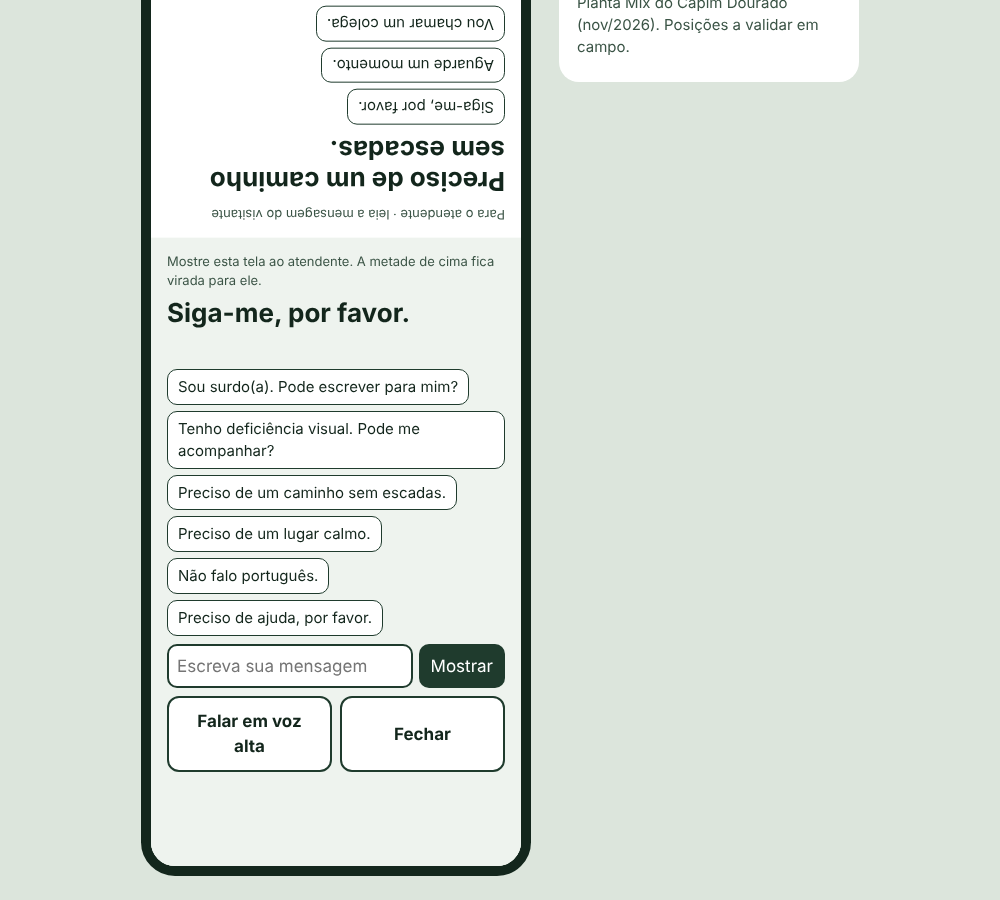 Planta Mix do Capim Dourado
(nov/2026). Posições a validar em
campo.
Para o atendente · leia a mensagem do visitante
Preciso de um caminho
sem escadas.
Siga-me, por favor.
Aguarde um momento.
Vou chamar um colega.
Mostre esta tela ao atendente. A metade de cima fica
virada para ele.
Siga-me, por favor.
Sou surdo(a). Pode escrever para mim?
Tenho deficiência visual. Pode me
acompanhar?
Preciso de um caminho sem escadas.
Preciso de um lugar calmo.
Não falo português.
Preciso de ajuda, por favor.
Escreva sua mensagem
Mostrar
Falar em voz
alta
Fechar